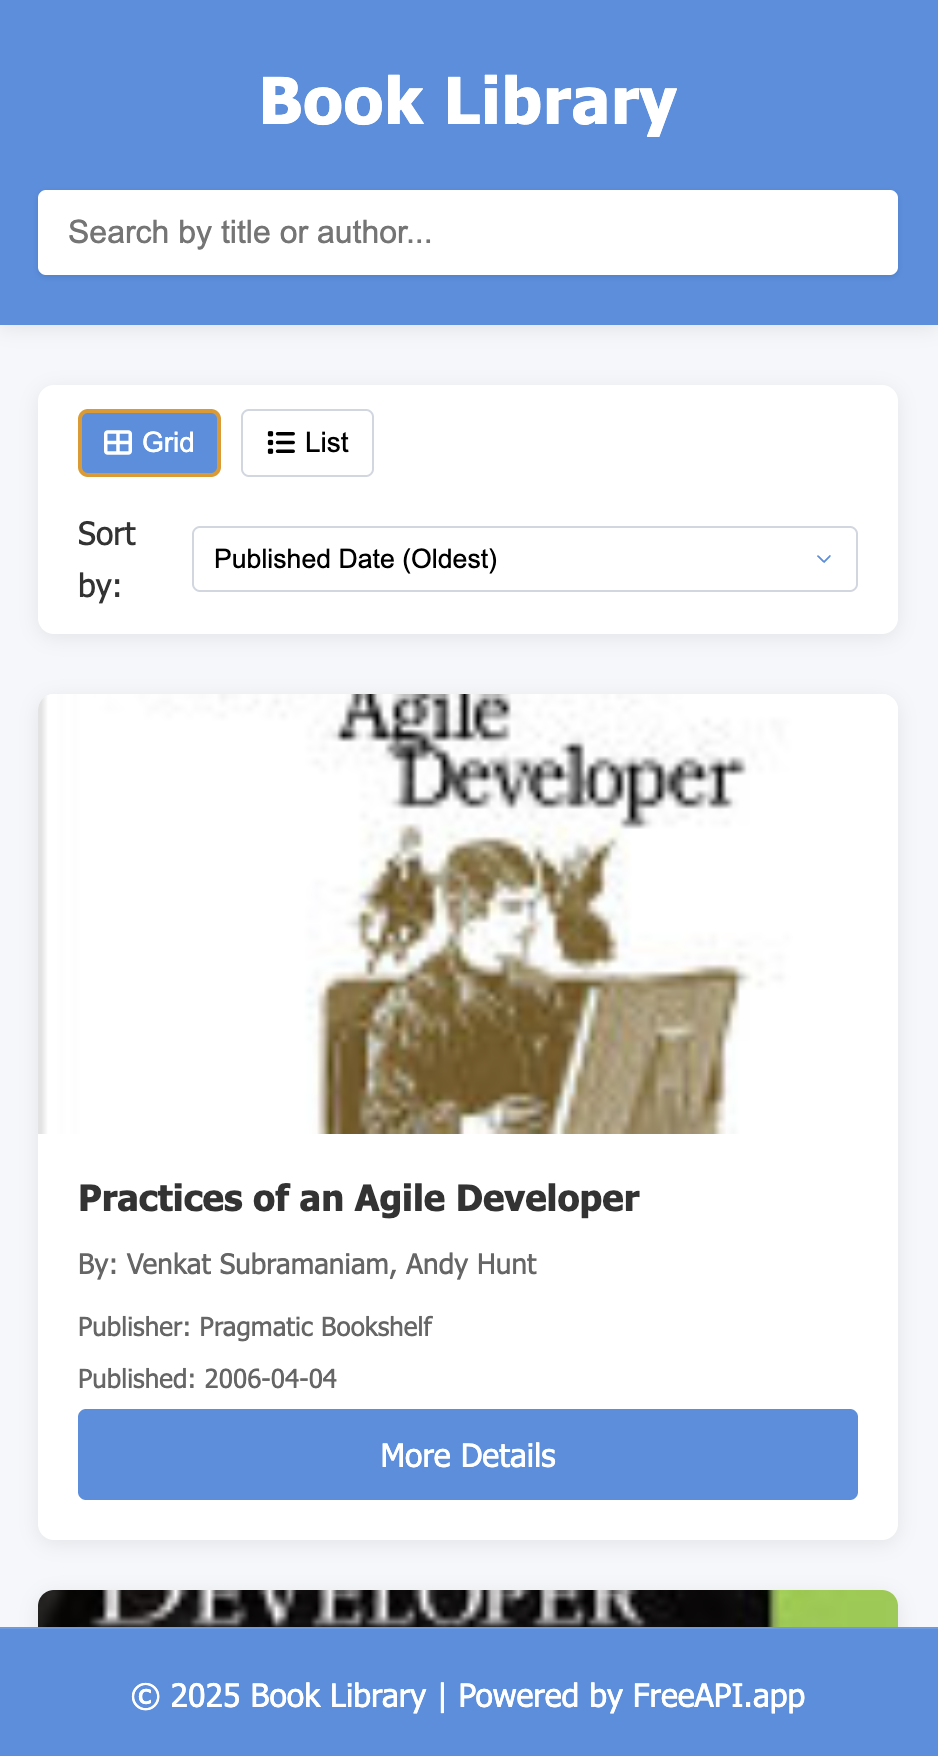 Book Library
Search by title or author...
Grid
List
Sort
by:
Published Date (Oldest)
Agile
Developer
Practices of an Agile Developer
By: Venkat Subramaniam, Andy Hunt
Publisher: Pragmatic Bookshelf
Published: 2006-04-04
More Details
DEVELOPER
© 2025 Book Library | Powered by FreeAPI.app